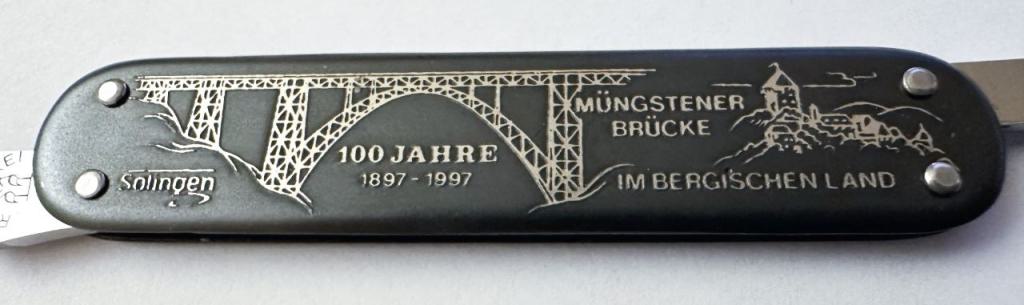 100 JAHRE
1897 - 1997
MÜNGSTENER
BRÜCKE
IM BERGISCHEN LAND
Solingen